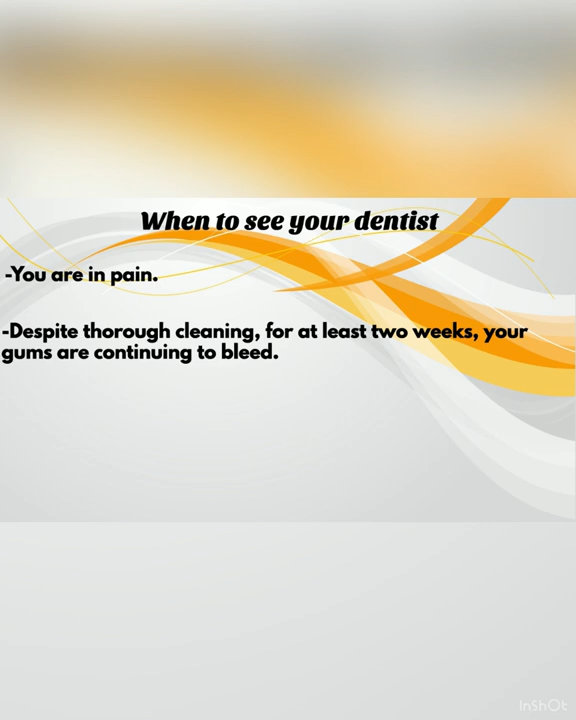 When to see your dentist
-You are in pain.
-Despite thorough cleaning, for at least two weeks, your
gums are continuing to bleed.
InShOt